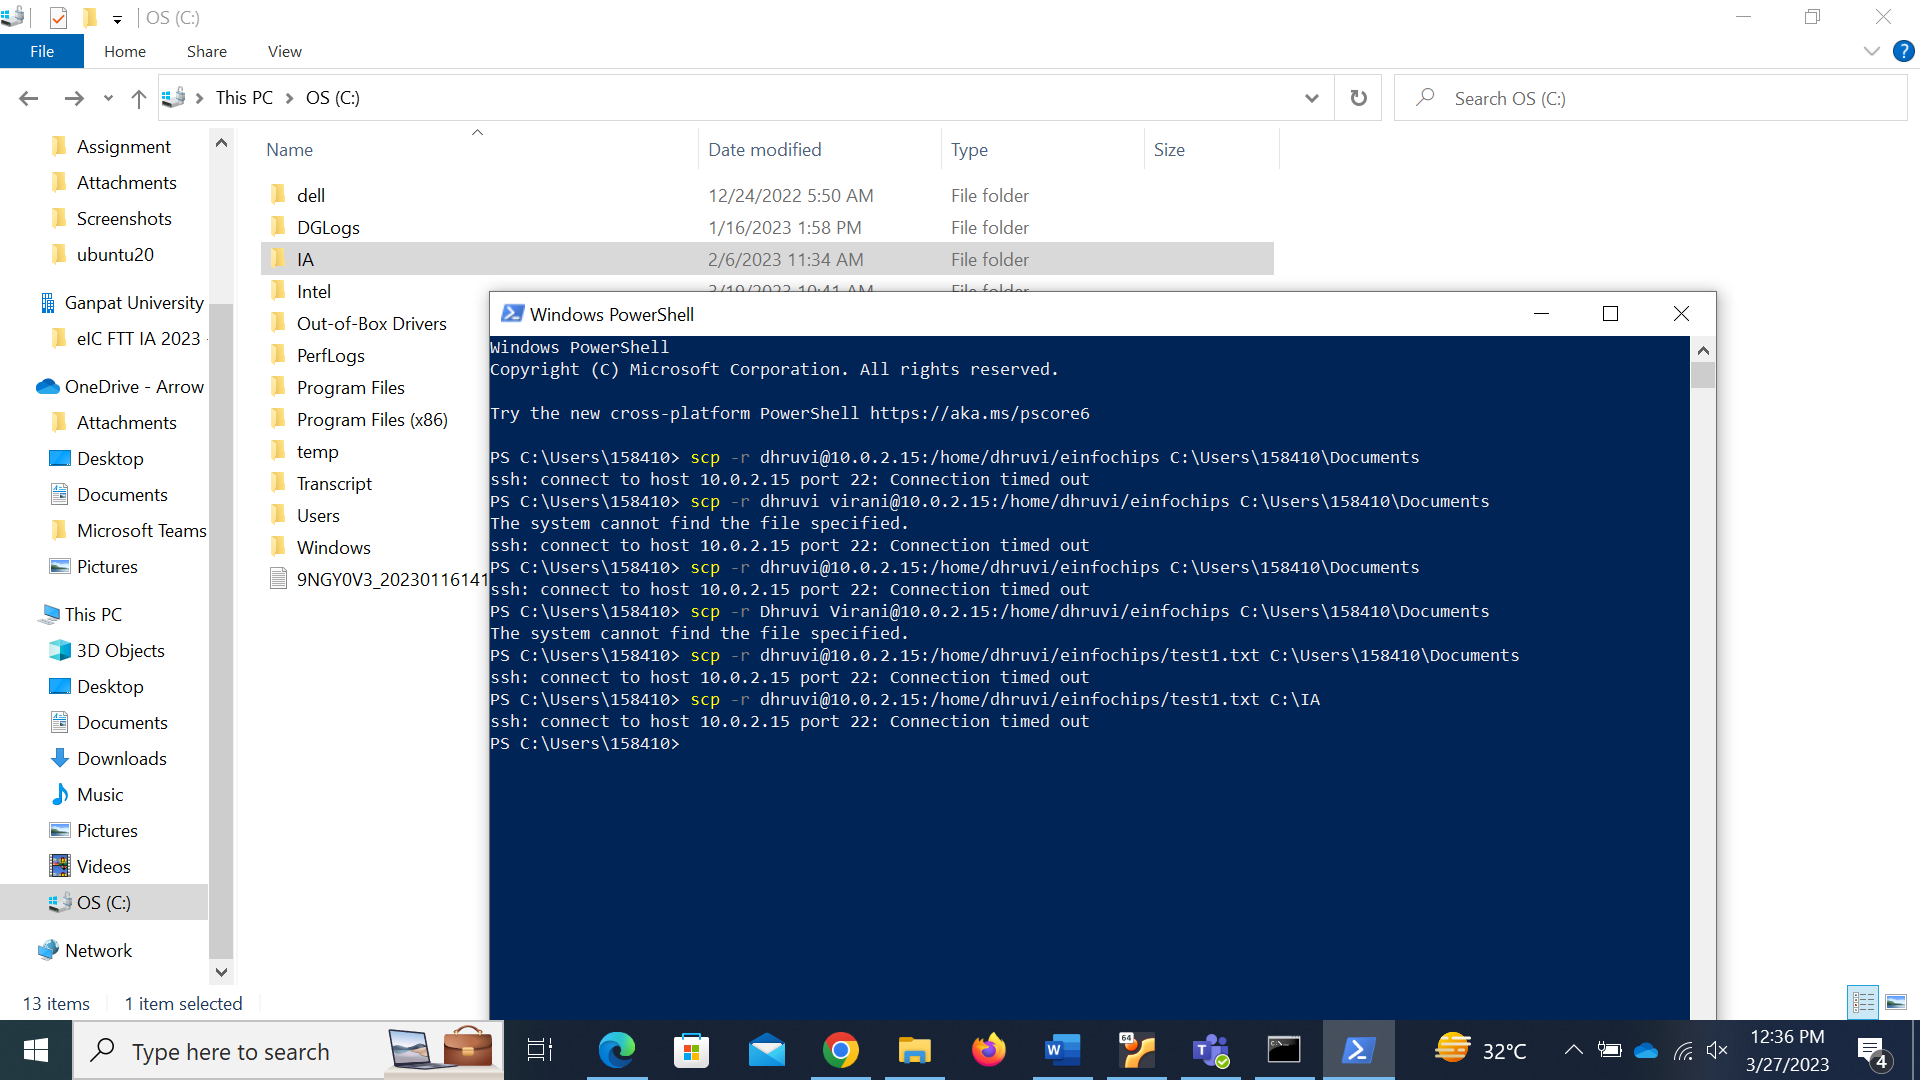 OS (C:)
File
Home
Share
View
?
This PC
OS (C:)
Search OS (C:)
Name
Date modified
Type
Size
Assignment
Attachments
Screenshots
ubuntu20
Ganpat University
eIC FTT IA 2023
OneDrive - Arrow
Attachments
Desktop
Documents
Microsoft Teams
Pictures
This PC
3D Objects
Desktop
Documents
Downloads
Music
Pictures
Videos
OS (C:)
Network
dell 12/24/2022 5:50 AM File folder
DGLogs 1/16/2023 1:58 PM File folder
IA 2/6/2023 11:34 AM File folder
Intel 3/19/2023 10:41 AM File folder
Out-of-Box Drivers
PerfLogs
Program Files
Program Files (x86)
temp
Transcript
Users
Windows
9NGY0V3_20230116141
Windows PowerShell
Windows PowerShell
Copyright (C) Microsoft Corporation. All rights reserved.
Try the new cross-platform PowerShell https://aka.ms/pscore6
PS C:\Users\158410> scp -r dhruvi@10.0.2.15:/home/dhruvi/einfochips C:\Users\158410\Documents
ssh: connect to host 10.0.2.15 port 22: Connection timed out
PS C:\Users\158410> scp -r dhruvi virani@10.0.2.15:/home/dhruvi/einfochips C:\Users\158410\Documents
The system cannot find the file specified.
ssh: connect to host 10.0.2.15 port 22: Connection timed out
PS C:\Users\158410> scp -r dhruvi@10.0.2.15:/home/dhruvi/einfochips C:\Users\158410\Documents
ssh: connect to host 10.0.2.15 port 22: Connection timed out
PS C:\Users\158410> scp -r Dhruvi Virani@10.0.2.15:/home/dhruvi/einfochips C:\Users\158410\Documents
The system cannot find the file specified.
PS C:\Users\158410> scp -r dhruvi@10.0.2.15:/home/dhruvi/einfochips/test1.txt C:\Users\158410\Documents
ssh: connect to host 10.0.2.15 port 22: Connection timed out
PS C:\Users\158410> scp -r dhruvi@10.0.2.15:/home/dhruvi/einfochips/test1.txt C:\IA
ssh: connect to host 10.0.2.15 port 22: Connection timed out
PS C:\Users\158410>
13 items
1 item selected
Type here to search
W
64
T
32°C
12:36 PM
3/27/2023
4